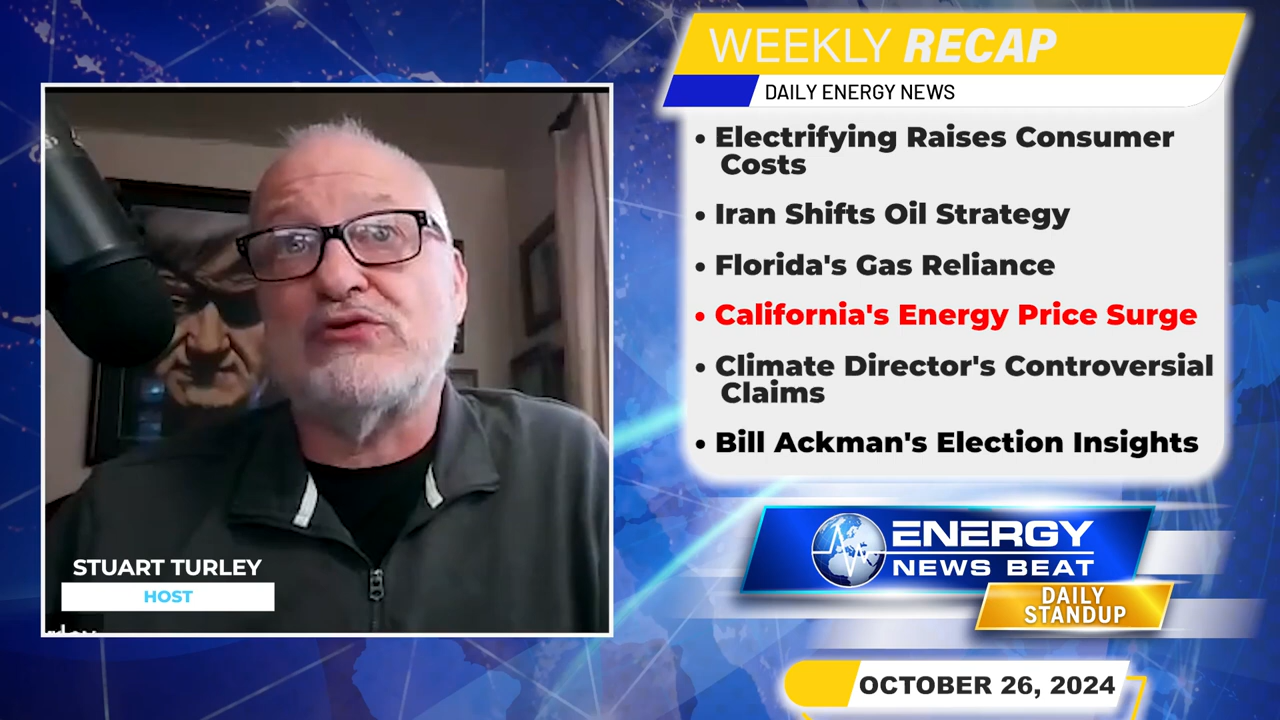 WEEKLY RECAP
DAILY ENERGY NEWS
• Electrifying Raises Consumer
Costs
• Iran Shifts Oil Strategy
• Florida's Gas Reliance
• California's Energy Price Surge
• Climate Director's Controversial
Claims
• Bill Ackman's Election Insights
STUART TURLEY
HOST
ENERGY
NEWS BEAT
DAILY
STANDUP
OCTOBER 26, 2024